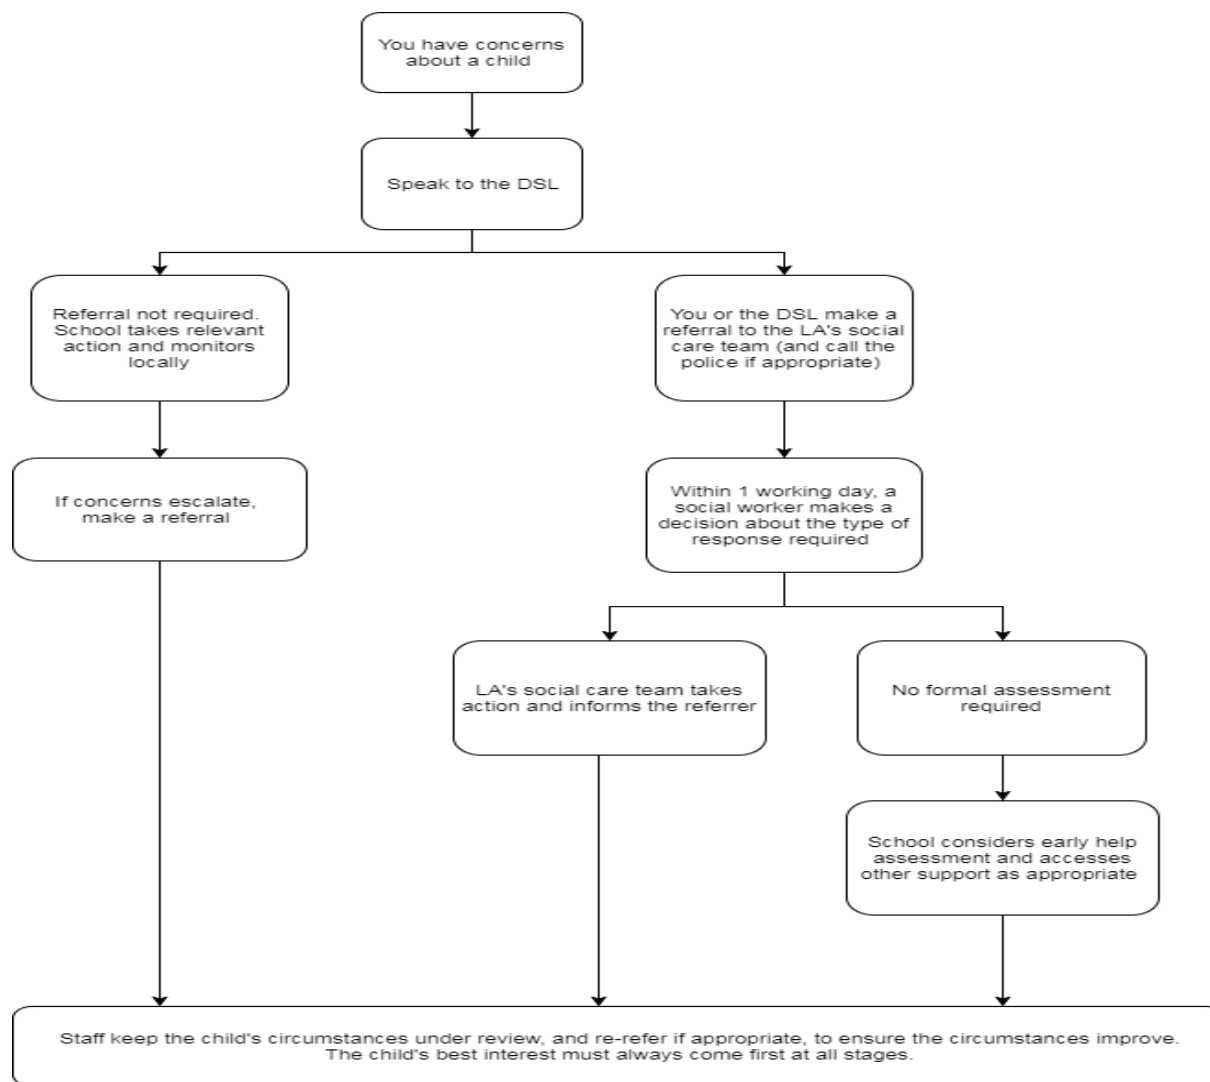 You have concerns
about a child
Speak to the DSL
Referral not required.
School takes relevant
action and monitors
locally
You or the DSL make a
referral to the LA's social
care team (and call the
police if appropriate)
If concerns escalate,
make a referral
Within 1 working day, a
social worker makes a
decision about the type of
response required
LA's social care team takes
action and informs the referrer
No formal assessment
required
School considers early help
assessment and accesses
other support as appropriate
Staff keep the child's circumstances under review, and re-refer if appropriate, to ensure the circumstances improve.
The child's best interest must always come first at all stages.